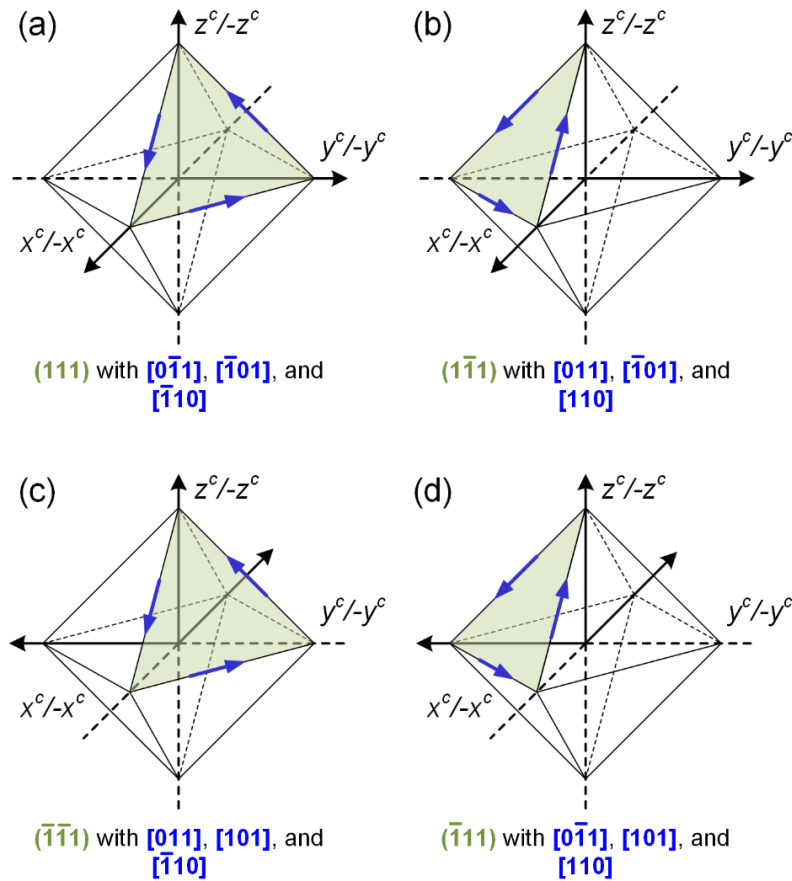 (a)
z^c/-z^c
y^c/-y^c
x^c/-x^c
(111) with [01̄1], [1̄01], and
[1̄10]
(b)
z^c/-z^c
y^c/-y^c
x^c/-x^c
(11̄1) with [011], [1̄01], and
[110]
(c)
z^c/-z^c
y^c/-y^c
x^c/-x^c
(1̄1̄1) with [011], [101], and
[1̄10]
(d)
z^c/-z^c
y^c/-y^c
x^c/-x^c
(1̄11) with [01̄1], [101], and
[110]